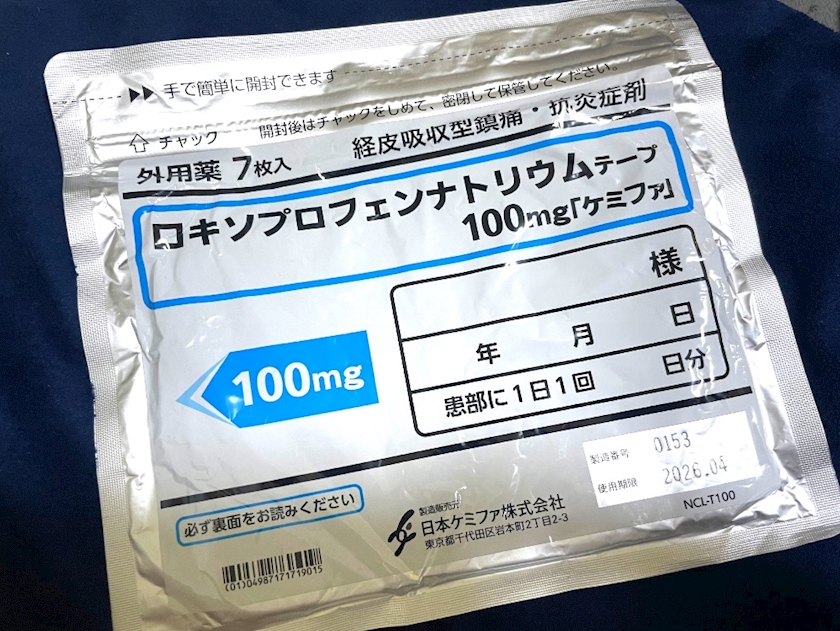 手で簡単に開封できます
チャック 開封後はチャックをしめて、密閉して保管してください。
外用薬 7枚入 経皮吸収型鎮痛・抗炎症剤
ロキソプロフェンナトリウムテープ
100mg「ケミファ」
様
年 月 日
患部に1日1回 日分
100mg
製造番号 0153
使用期限 2026.04
NCL-T100
必ず裏面をお読みください
製造販売元
日本ケミファ株式会社
東京都千代田区岩本町2丁目2-3
(01)04987171719015